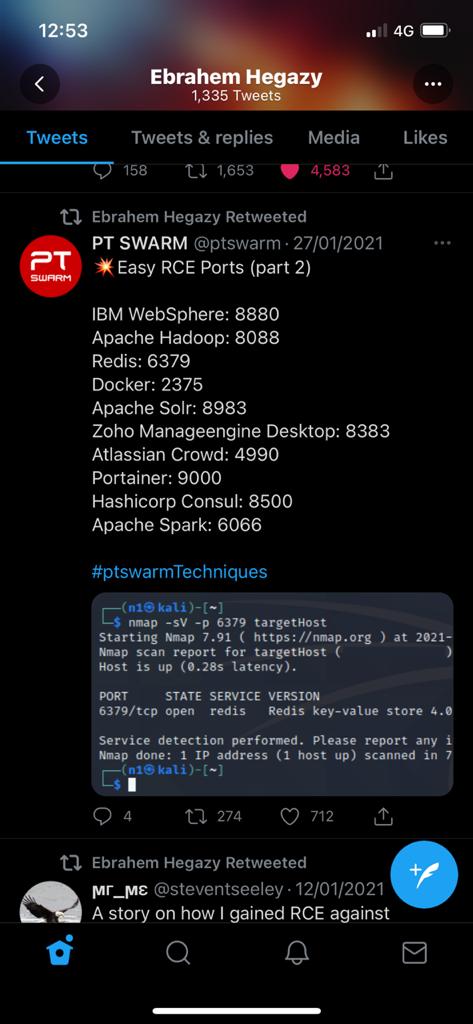 12:53
4G
Ebrahem Hegazy
1,335 Tweets
Tweets
Tweets & replies
Media
Likes
158
1,653
4,583
Ebrahem Hegazy Retweeted
PT SWARM @ptswarm · 27/01/2021
PT
SWARM
💥Easy RCE Ports (part 2)
IBM WebSphere: 8880
Apache Hadoop: 8088
Redis: 6379
Docker: 2375
Apache Solr: 8983
Zoho Manageengine Desktop: 8383
Atlassian Crowd: 4990
Portainer: 9000
Hashicorp Consul: 8500
Apache Spark: 6066
#ptswarmTechniques
┌──(n1㉿kali)-[~]
└─$ nmap -sV -p 6379 targetHost
Starting Nmap 7.91 ( https://nmap.org ) at 2021-
Nmap scan report for targetHost ( )
Host is up (0.28s latency).
PORT STATE SERVICE VERSION
6379/tcp open redis Redis key-value store 4.0
Service detection performed. Please report any i
Nmap done: 1 IP address (1 host up) scanned in 7
┌──(n1㉿kali)-[~]
└─$
4
274
712
Ebrahem Hegazy Retweeted
ϻг_ϻε @steventseeley · 12/01/2021
A story on how I gained RCE against